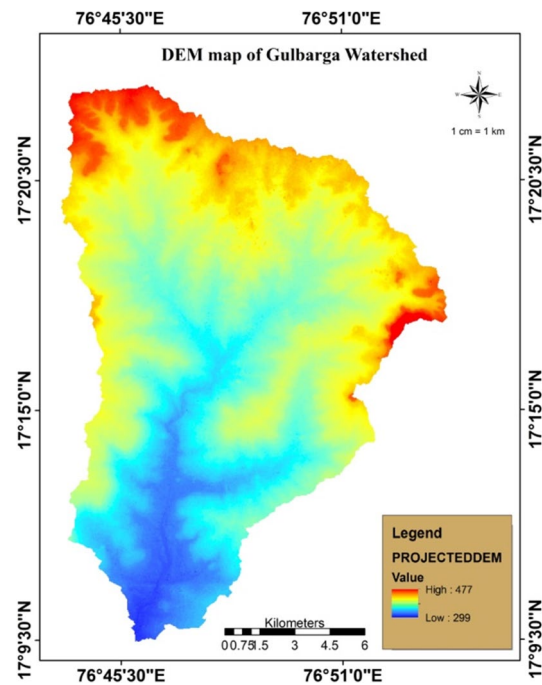 76°45'30"E 76°51'0"E
DEM map of Gulbarga Watershed
N
W E
S
1 cm = 1 km
17°20'30"N 17°20'30"N
17°15'0"N 17°15'0"N
Legend
PROJECTEDDEM
Value
High : 477
Low : 299
Kilometers
0 0.75 1.5 3 4.5 6
17°9'30"N 17°9'30"N
76°45'30"E 76°51'0"E